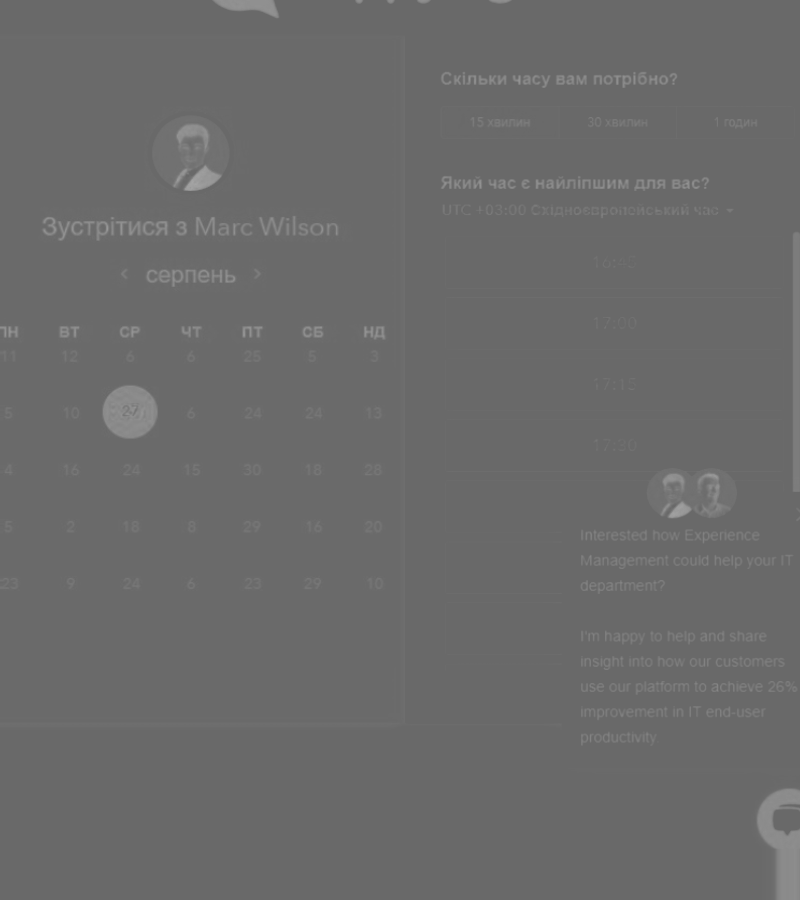 Зустрітися з Marc Wilson
серпень
ПН ВТ СР ЧТ ПТ СБ НД
11 12 6 6 25 5 3
5 10 27 6 24 24 13
4 16 24 15 30 18 28
5 2 18 8 29 16 20
23 9 24 6 23 29 10
Скільки часу вам потрібно?
15 хвилин 30 хвилин 1 годин
Який час є найліпшим для вас?
UTC +03:00 Східноєвропейський час
16:45
17:00
17:15
17:30
Interested how Experience
Management could help your IT
department?
I'm happy to help and share
insight into how our customers
use our platform to achieve 26%
improvement in IT end-user
productivity